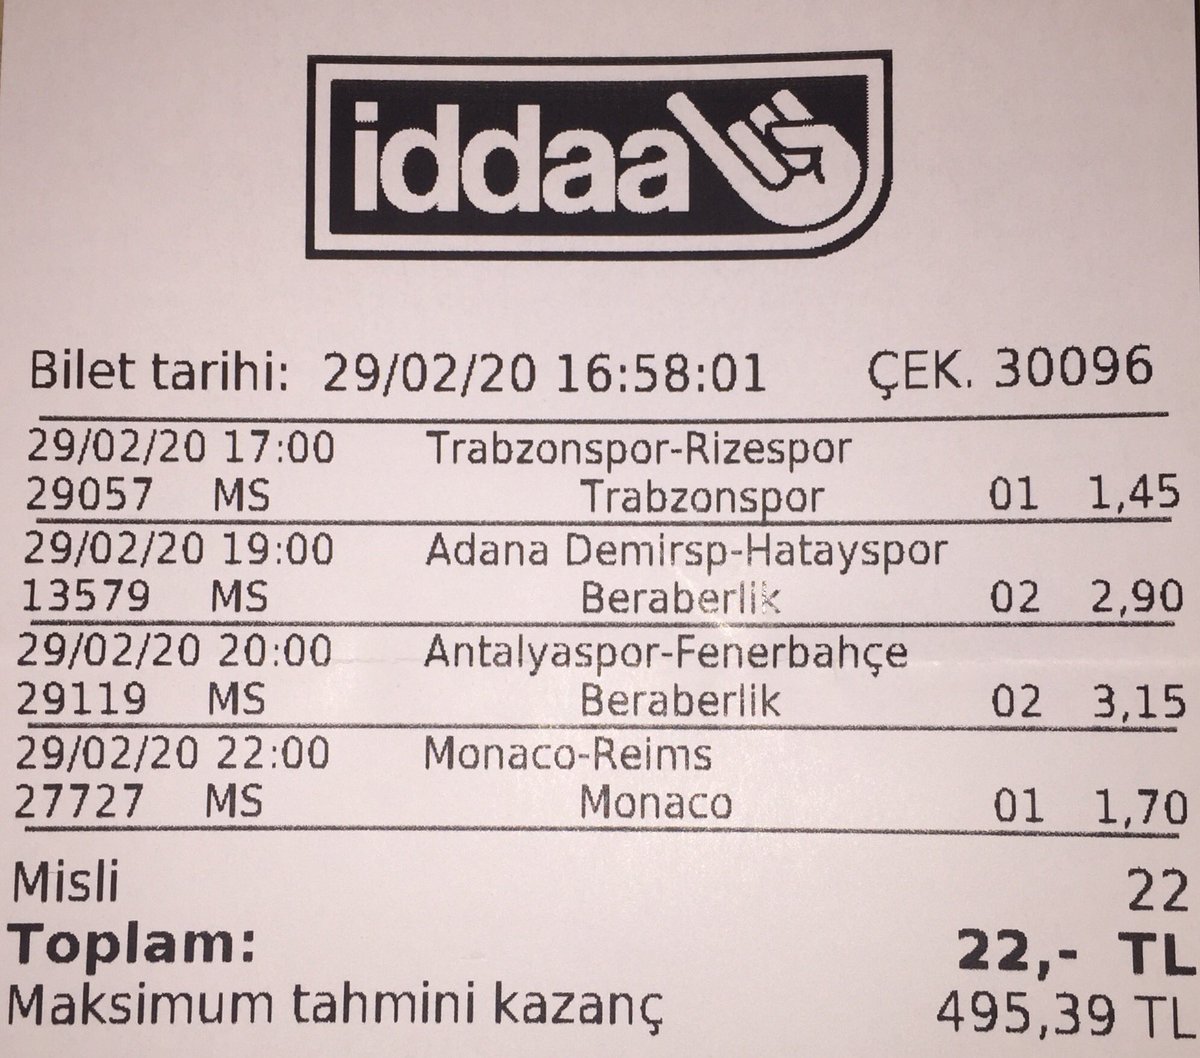 iddaa
Bilet tarihi: 29/02/20 16:58:01 ÇEK. 30096
29/02/20 17:00 Trabzonspor-Rizespor
29057 MS Trabzonspor 01 1,45
29/02/20 19:00 Adana Demirsp-Hatayspor
13579 MS Beraberlik 02 2,90
29/02/20 20:00 Antalyaspor-Fenerbahçe
29119 MS Beraberlik 02 3,15
29/02/20 22:00 Monaco-Reims
27727 MS Monaco 01 1,70
Misli 22
Toplam: 22,- TL
Maksimum tahmini kazanç 495,39 TL